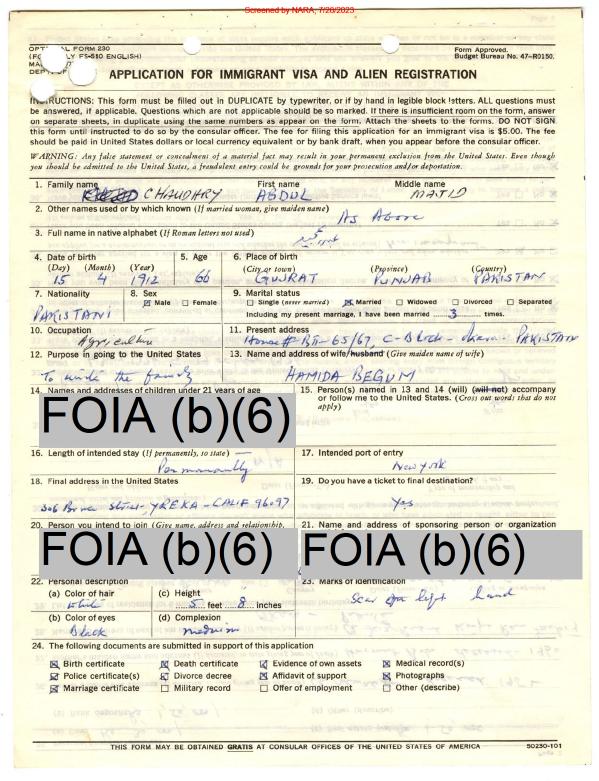 Screened by NARA, 7/20/2023
FORM 230
FS-510 ENGLISH)
Form Approved.
Budget Bureau No. 47-R0150.
APPLICATION FOR IMMIGRANT VISA AND ALIEN REGISTRATION
INSTRUCTIONS: This form must be filled out in DUPLICATE by typewriter, or if by hand in legible block letters. ALL questions must
be answered, if applicable. Questions which are not applicable should be so marked. If there is insufficient room on the form, answer
on separate sheets, in duplicate using the same numbers as appear on the form. Attach the sheets to the forms. DO NOT SIGN
this form until instructed to do so by the consular officer. The fee for filing this application for an immigrant visa is $5.00. The fee
should be paid in United States dollars or local currency equivalent or by bank draft, when you appear before the consular officer.
WARNING: Any false statement or concealment of a material fact may result in your permanent exclusion from the United States. Even though
you should be admitted to the United States, a fraudulent entry could be grounds for your prosecution and/or deportation.
1. Family name First name Middle name
CHAUDHRY ABDUL MAJID
2. Other names used or by which known (If married woman, give maiden name)
As Above
3. Full name in native alphabet (If Roman letters not used)
4. Date of birth 5. Age 6. Place of birth
(Day) (Month) (Year) (City or town) (Province) (Country)
15 4 1912 66 GUJRAT PUNJAB PAKISTAN
7. Nationality 8. Sex 9. Marital status
Male Female Single (never married) Married Widowed Divorced Separated
PAKISTANI Including my present marriage, I have been married 3 times.
10. Occupation 11. Present address
Agriculture House # BII-65/67, C-Block- PAKISTAN
12. Purpose in going to the United States 13. Name and address of wife/husband (Give maiden name of wife)
To the family HAMIDA BEGUM
14. Names and addresses of children under 21 years of age 15. Person(s) named in 13 and 14 (will) (will not) accompany
or follow me to the United States. (Cross out words that do not
apply)
FOIA (b)(6)
16. Length of intended stay (If permanently, so state) 17. Intended port of entry
Permanantly New York
18. Final address in the United States 19. Do you have a ticket to final destination?
YREKA - CALIF 96097 Yes
20. Person you intend to join (Give name, address and relationship, 21. Name and address of sponsoring person or organization
FOIA (b)(6) FOIA (b)(6)
22. Personal description 23. Marks of identification
(a) Color of hair (c) Height
white 5 feet 8 inches Scar on left hand
(b) Color of eyes (d) Complexion
Black medium
24. The following documents are submitted in support of this application
Birth certificate Death certificate Evidence of own assets Medical record(s)
Police certificate(s) Divorce decree Affidavit of support Photographs
Marriage certificate Military record Offer of employment Other (describe)
THIS FORM MAY BE OBTAINED GRATIS AT CONSULAR OFFICES OF THE UNITED STATES OF AMERICA 50230-101